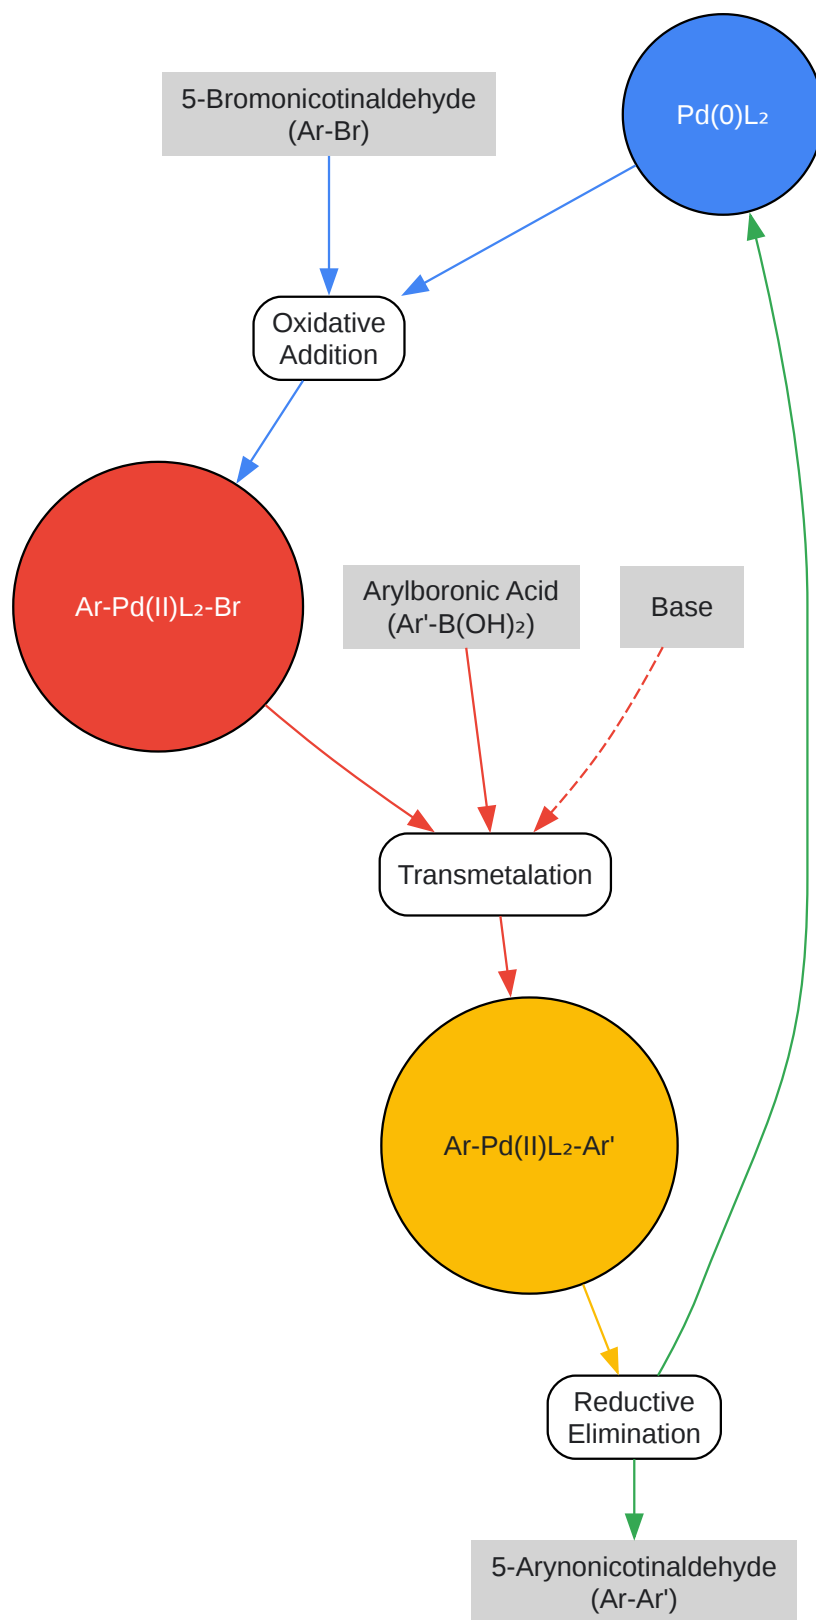 5-Bromonicotinaldehyde
(Ar-Br)
Pd(0)L₂
Oxidative
Addition
Ar-Pd(II)L₂-Br
Arylboronic Acid
(Ar'-B(OH)₂)
Base
Transmetalation
Ar-Pd(II)L₂-Ar'
Reductive
Elimination
5-Arynonicotinaldehyde
(Ar-Ar')